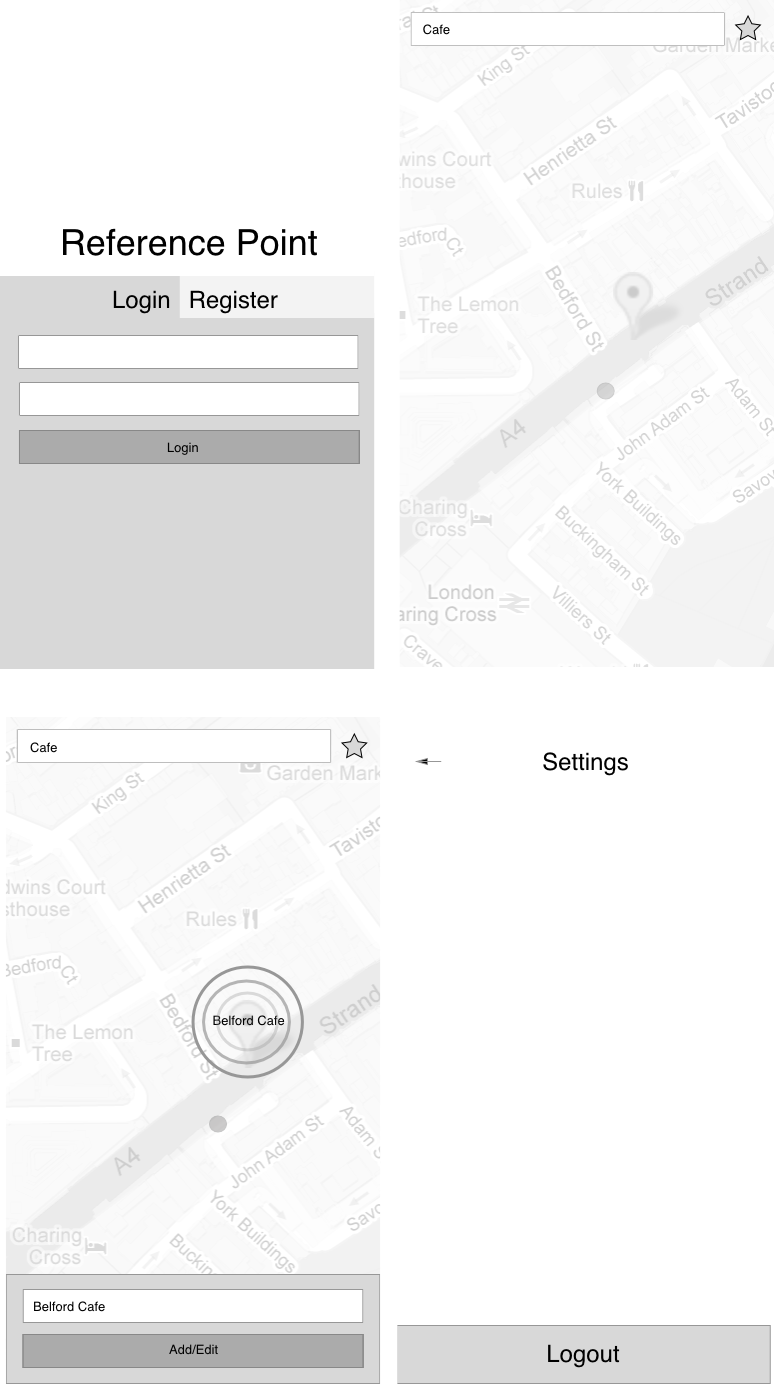 Reference Point
Login
Register
Login
Cafe
Garden Marke
King St
Tavistoc
Henrietta St
wins Court
house
Rules
edford Ct
Strand
Bedford St
The Lemon
Tree
Adam St
John Adam St
A4
York Buildings
Savoy
Charing
Cross
Buckingham St
London
aring Cross
Villiers St
Crave
Cafe
Garden Mark
King St
Tavisto
Henrietta St
dwins Court
sthouse
Rules
Bedford Ct
Belford Cafe
Strand
Bedford St
The Lemon
Tree
Adam S
John Adam St
A4
York Buildings
Savo
Charing
Cross
Buckin
Belford Cafe
Add/Edit
Settings
Logout